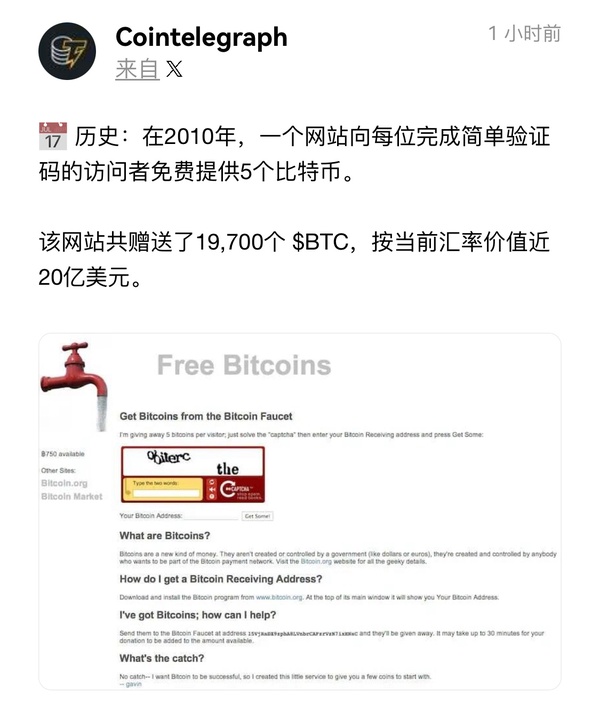 Cointelegraph
1 小时前
来自 𝕏
17 历史：在2010年，一个网站向每位完成简单验证
码的访问者免费提供5个比特币。
该网站共赠送了19,700个 $BTC，按当前汇率价值近
20亿美元。
Free Bitcoins
Get Bitcoins from the Bitcoin Faucet
I'm giving away 5 bitcoins per visitor; just solve the "captcha" then enter your Bitcoin Receiving address and press Get Some:
฿750 available
Other Sites:
Bitcoin.org
Bitcoin Market
the
Type the two words:
Your Bitcoin Address:
Get Some!
What are Bitcoins?
Bitcoins are a new kind of money. They aren't created or controlled by a government (like dollars or euros), they're created and controlled by anybody
who wants to be part of the Bitcoin payment network. Visit the Bitcoin.org website for all the geeky details.
How do I get a Bitcoin Receiving Address?
Download and install the Bitcoin program from www.bitcoin.org. At the top of its main window it will show you Your Bitcoin Address.
I've got Bitcoins; how can I help?
Send them to the Bitcoin Faucet at address and they'll be given away. It may take up to 30 minutes for your
donation to be added to the amount available.
What's the catch?
No catch-- I want Bitcoin to be successful, so I created this little service to give you a few coins to start with.
-- gavin